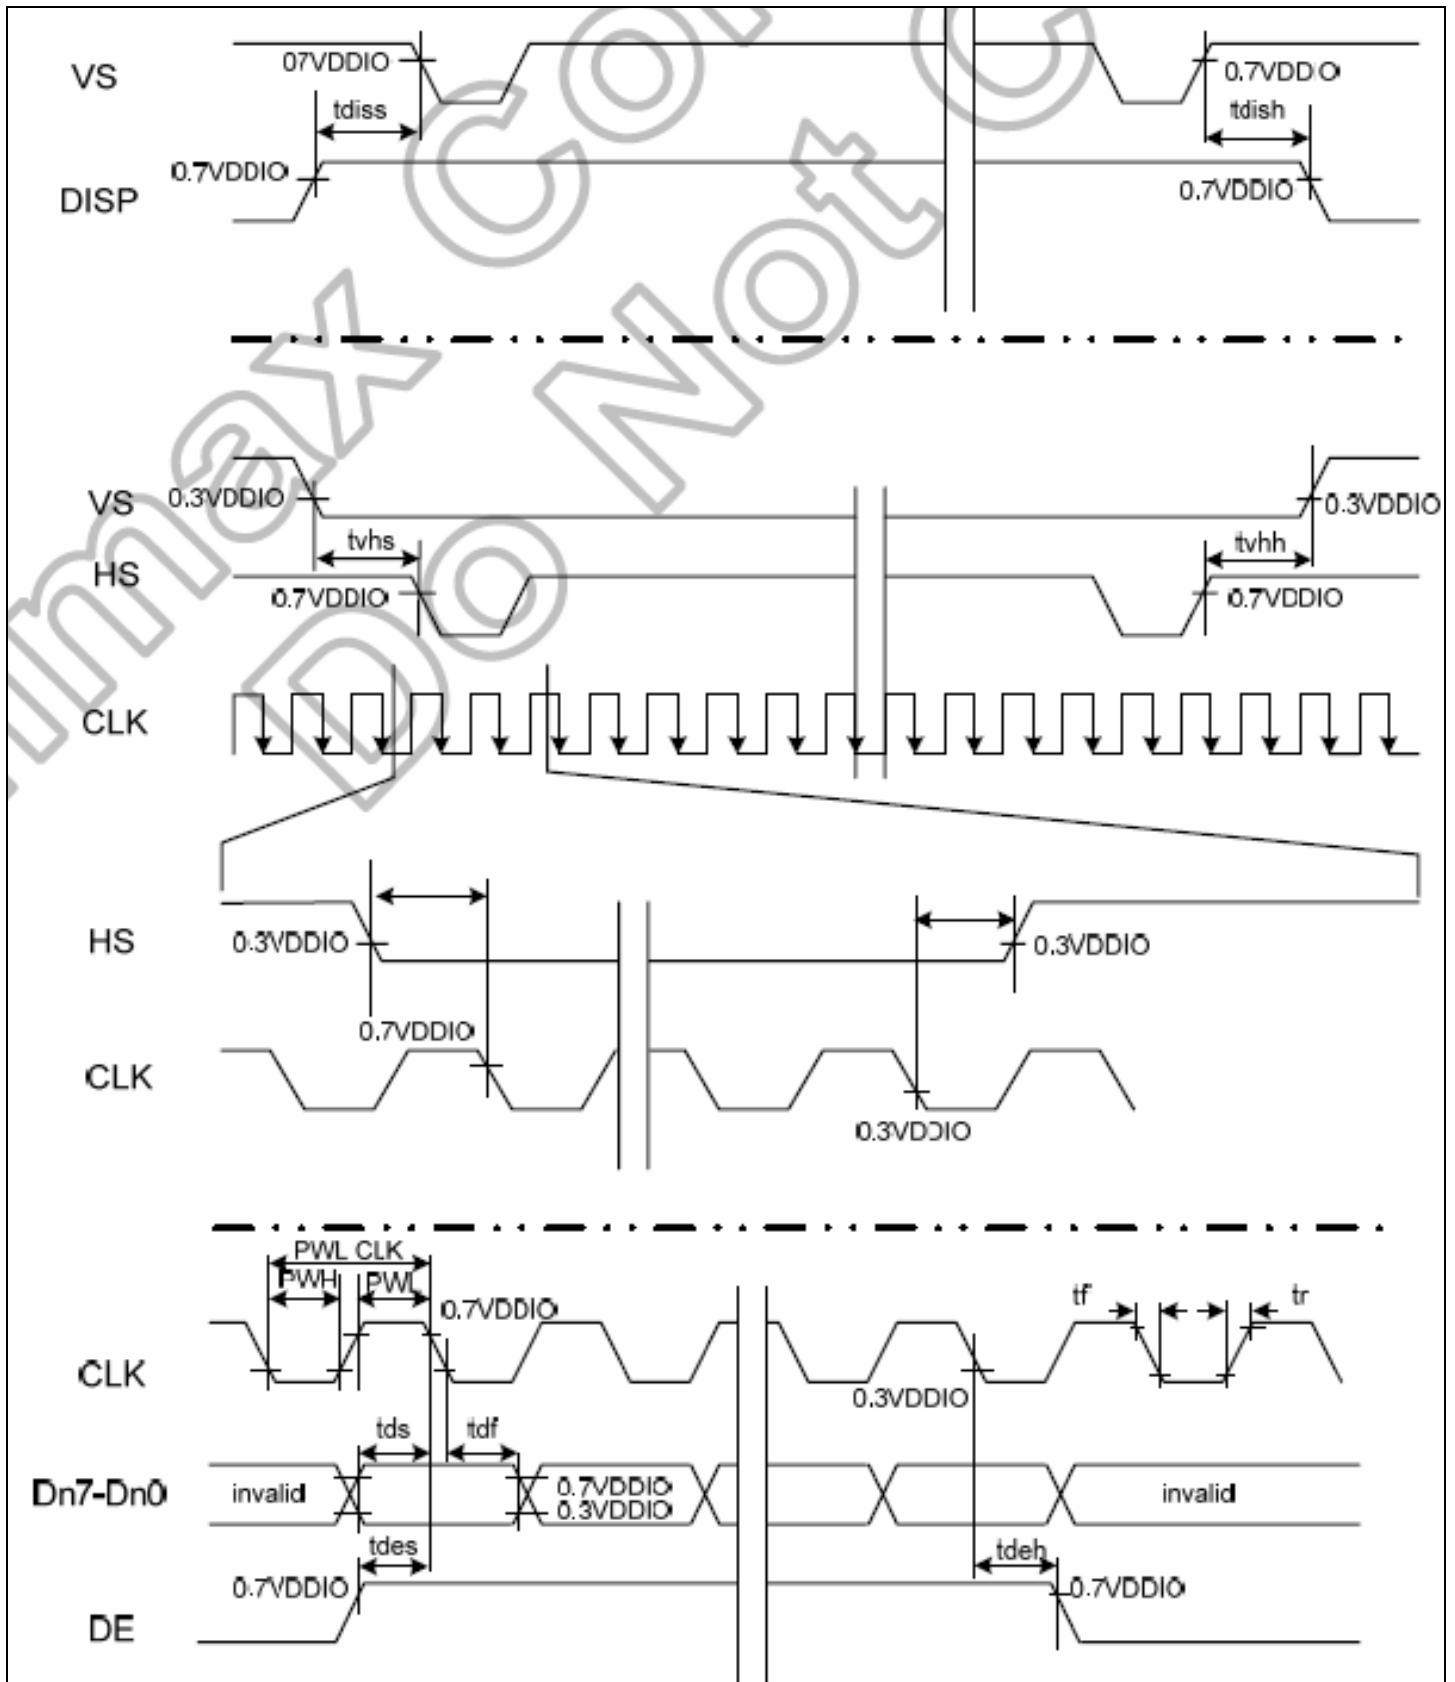 VS
07VDDIO
0.7VDDIO
tdiss
tdish
0.7VDDIO
0.7VDDIO
DISP
VS
0.3VDDIO
0.3VDDIO
tvhs
tvhh
HS
0.7VDDIO
0.7VDDIO
CLK
HS
0.3VDDIO
0.3VDDIO
0.7VDDIO
CLK
0.3VDDIO
PWL CLK
PWH
PWL
0.7VDDIO
tf
tr
CLK
0.3VDDIO
tds
tdf
Dn7-Dn0
invalid
0.7VDDIO
0.3VDDIO
invalid
tdes
tdeh
0.7VDDIO
0.7VDDIO
DE
Do Not